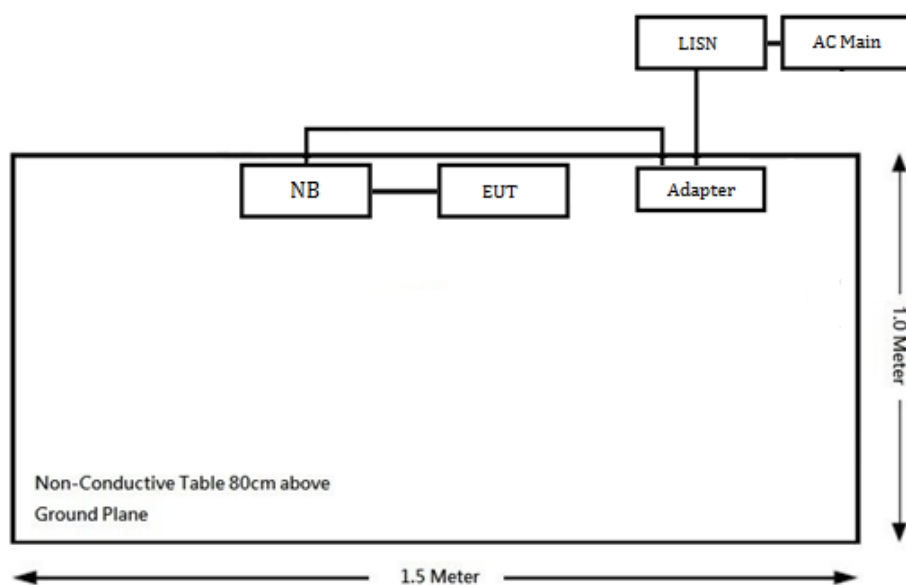 LISN
AC Main
NB
EUT
Adapter
1.0 Meter
Non-Conductive Table 80cm above
Ground Plane
1.5 Meter